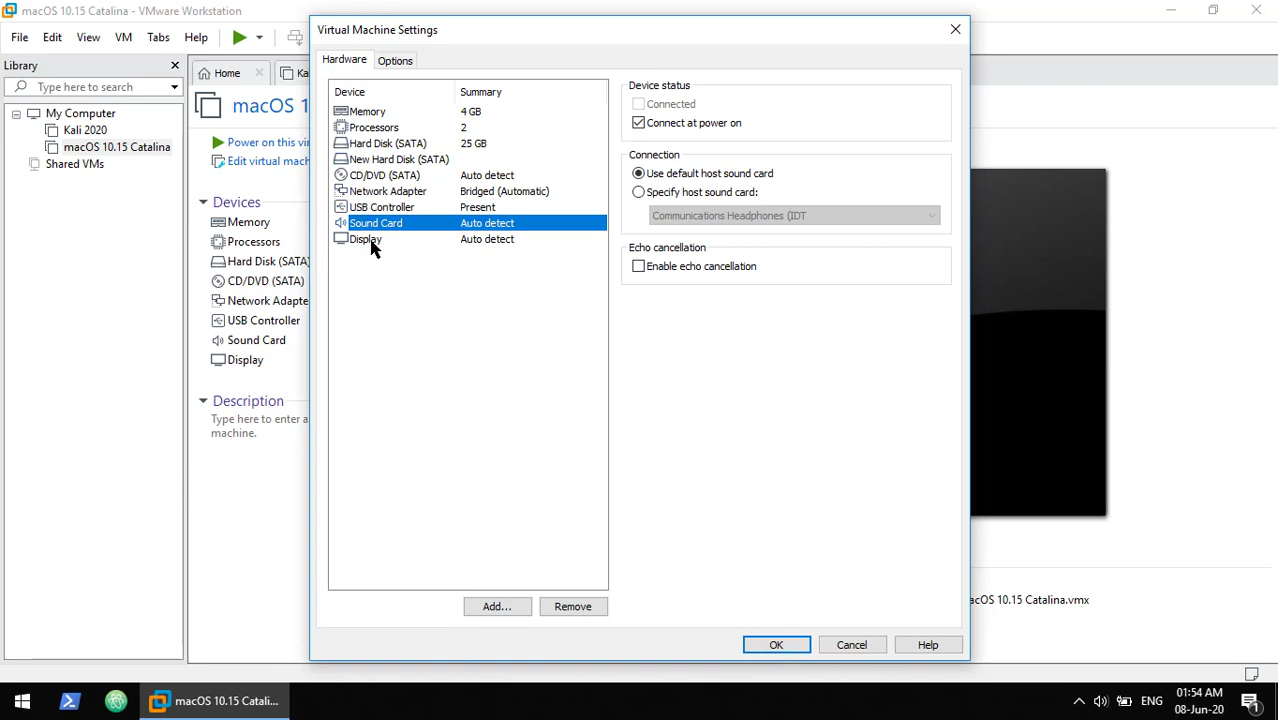 macOS 10.15 Catalina - VMware Workstation
File Edit View VM Tabs Help
Library
Type here to search
My Computer
Kali 2020
macOS 10.15 Catalina
Shared VMs
Home
Ka
macOS 1
Power on this vir
Edit virtual mach
Devices
Memory
Processors
Hard Disk (SATA)
CD/DVD (SATA)
Network Adapte
USB Controller
Sound Card
Display
Description
Type here to enter a
machine.
Virtual Machine Settings
Hardware Options
Device Summary
Memory 4 GB
Processors 2
Hard Disk (SATA) 25 GB
New Hard Disk (SATA)
CD/DVD (SATA) Auto detect
Network Adapter Bridged (Automatic)
USB Controller Present
Sound Card Auto detect
Display Auto detect
Add... Remove
Device status
Connected
Connect at power on
Connection
Use default host sound card
Specify host sound card:
Communications Headphones (IDT
Echo cancellation
Enable echo cancellation
OK Cancel Help
acOS 10.15 Catalina.vmx
macOS 10.15 Catali...
ENG
01:54 AM
08-Jun-20
1